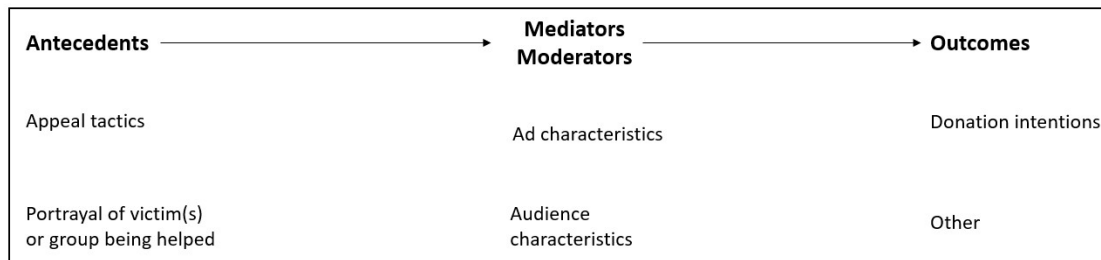 Antecedents
Mediators
Moderators
Outcomes
Appeal tactics
Ad characteristics
Donation intentions
Portrayal of victim(s)
or group being helped
Audience
characteristics
Other